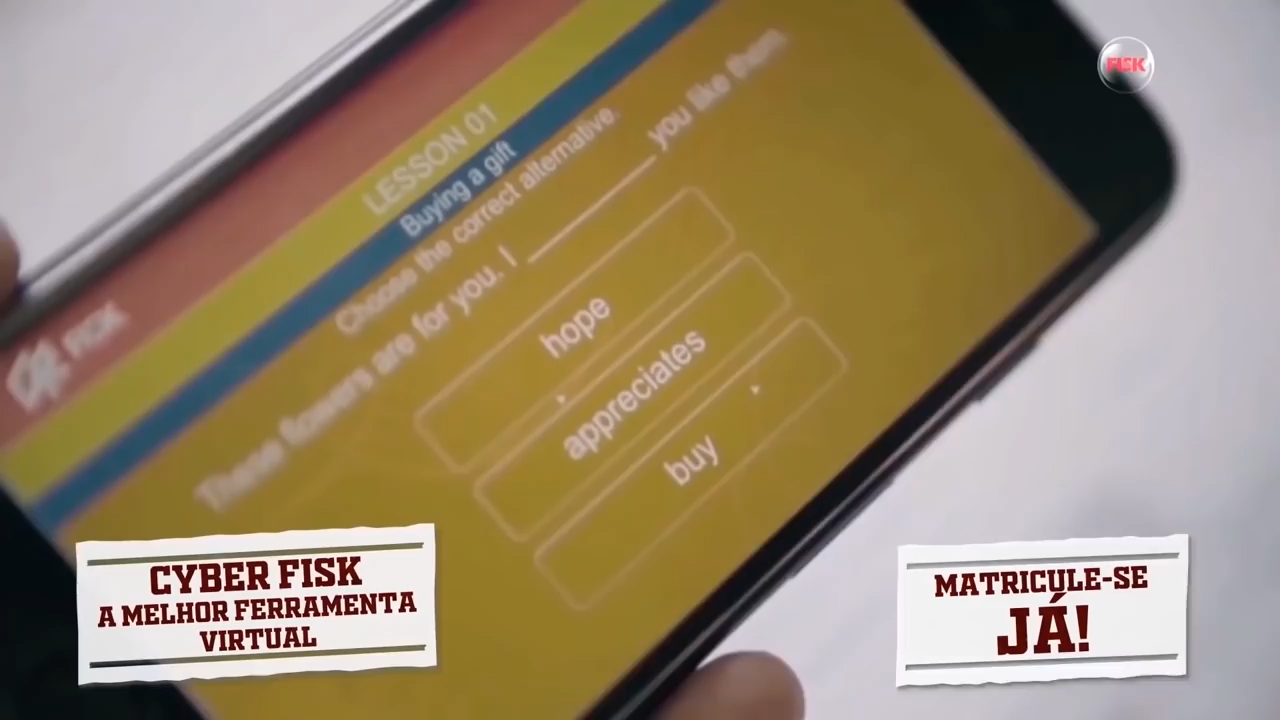 FISK
FISK
LESSON 01
Buying a gift
Choose the correct alternative.
These flowers are for you. I __________ you like them.
hope
appreciates
buy
CYBER FISK
A MELHOR FERRAMENTA
VIRTUAL
MATRICULE-SE
JÁ!